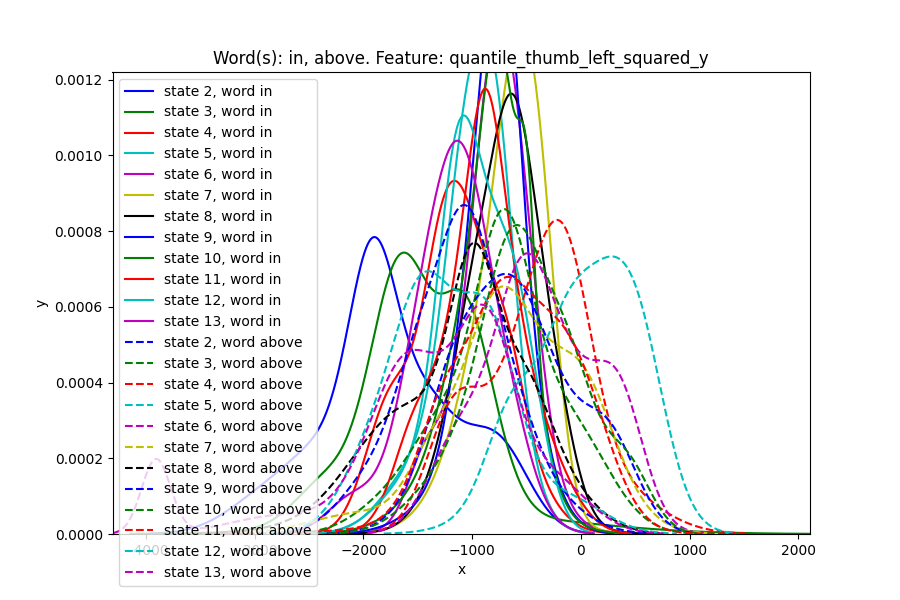 Word(s): in, above. Feature: quantile_thumb_left_squared_y
0.0012
0.0010
0.0008
0.0006
0.0004
0.0002
0.0000
y
state 2, word in
state 3, word in
state 4, word in
state 5, word in
state 6, word in
state 7, word in
state 8, word in
state 9, word in
state 10, word in
state 11, word in
state 12, word in
state 13, word in
state 2, word above
state 3, word above
state 4, word above
state 5, word above
state 6, word above
state 7, word above
state 8, word above
state 9, word above
state 10, word above
state 11, word above
state 12, word above
state 13, word above
−4000 −3000 −2000 −1000 0 1000 2000
x